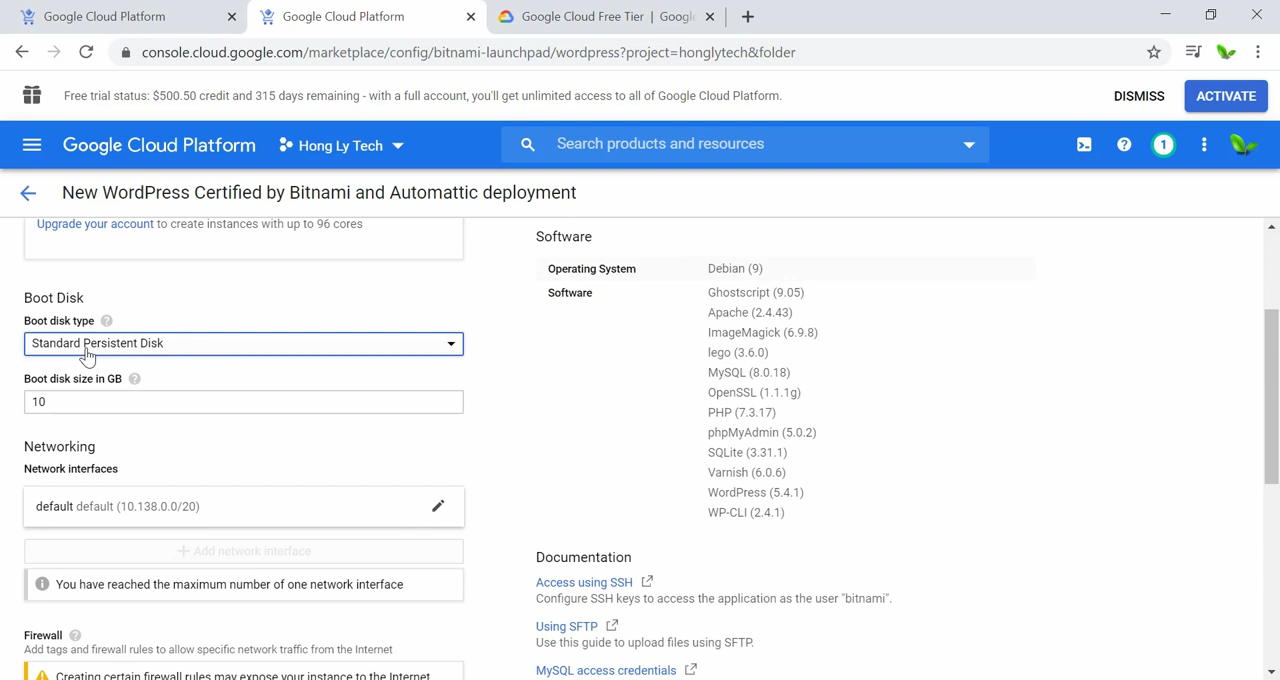 Google Cloud Platform
Google Cloud Platform
Google Cloud Free Tier | Googl
console.cloud.google.com/marketplace/config/bitnami-launchpad/wordpress?project=honglytech&folder
Free trial status: $500.50 credit and 315 days remaining - with a full account, you'll get unlimited access to all of Google Cloud Platform.
DISMISS
ACTIVATE
Google Cloud Platform
Hong Ly Tech
Search products and resources
1
New WordPress Certified by Bitnami and Automattic deployment
Upgrade your account to create instances with up to 96 cores
Boot Disk
Boot disk type
Standard Persistent Disk
Boot disk size in GB
10
Networking
Network interfaces
default default (10.138.0.0/20)
Add network interface
You have reached the maximum number of one network interface
Firewall
Add tags and firewall rules to allow specific network traffic from the Internet
Creating certain firewall rules may expose your instance to the Internet.
Software
Operating System Debian (9)
Software Ghostscript (9.05)
Apache (2.4.43)
ImageMagick (6.9.8)
lego (3.6.0)
MySQL (8.0.18)
OpenSSL (1.1.1g)
PHP (7.3.17)
phpMyAdmin (5.0.2)
SQLite (3.31.1)
Varnish (6.0.6)
WordPress (5.4.1)
WP-CLI (2.4.1)
Documentation
Access using SSH
Configure SSH keys to access the application as the user "bitnami".
Using SFTP
Use this guide to upload files using SFTP.
MySQL access credentials